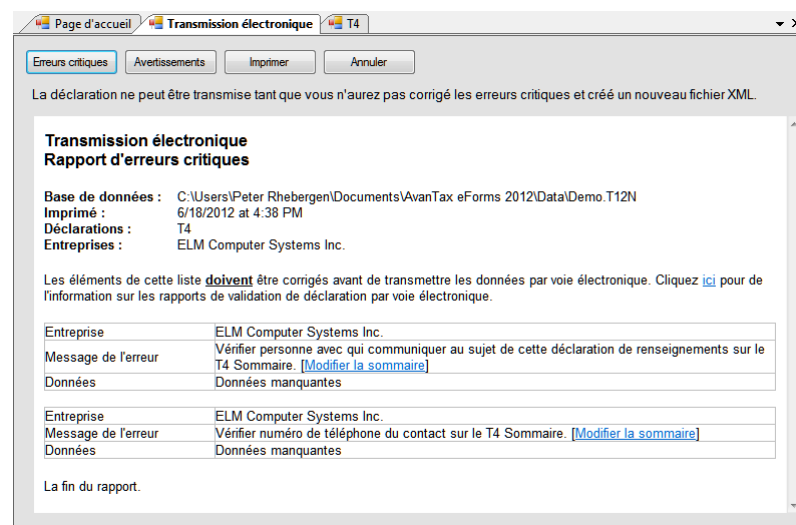 Page d'accueil Transmission électronique T4
Erreurs critiques Avertissements Imprimer Annuler
La déclaration ne peut être transmise tant que vous n'aurez pas corrigé les erreurs critiques et créé un nouveau fichier XML.
Transmission électronique
Rapport d'erreurs critiques
Base de données : C:\Users\Peter Rhebergen\Documents\AvanTax eForms 2012\Data\Demo.T12N
Imprimé : 6/18/2012 at 4:38 PM
Déclarations : T4
Entreprises : ELM Computer Systems Inc.
Les éléments de cette liste doivent être corrigés avant de transmettre les données par voie électronique. Cliquez ici pour de
l'information sur les rapports de validation de déclaration par voie électronique.
Entreprise ELM Computer Systems Inc.
Message de l'erreur Vérifier personne avec qui communiquer au sujet de cette déclaration de renseignements sur le
T4 Sommaire. [Modifier la sommaire]
Données Données manquantes
Entreprise ELM Computer Systems Inc.
Message de l'erreur Vérifier numéro de téléphone du contact sur le T4 Sommaire. [Modifier la sommaire]
Données Données manquantes
La fin du rapport.